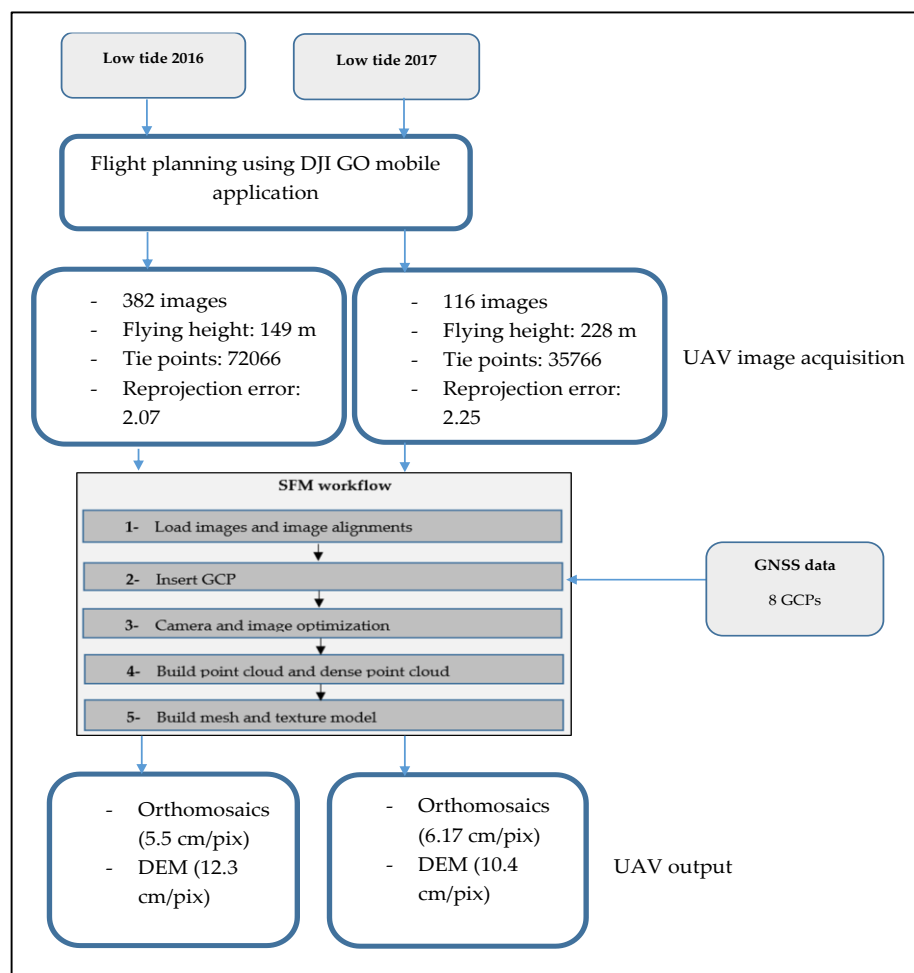 Low tide 2016
Low tide 2017
Flight planning using DJI GO mobile
application
- 382 images
- Flying height: 149 m
- Tie points: 72066
- Reprojection error:
2.07
- 116 images
- Flying height: 228 m
- Tie points: 35766
- Reprojection error:
2.25
UAV image acquisition
SFM workflow
1- Load images and image alignments
2- Insert GCP
3- Camera and image optimization
4- Build point cloud and dense point cloud
5- Build mesh and texture model
GNSS data
8 GCPs
- Orthomosaics
(5.5 cm/pix)
- DEM (12.3
cm/pix)
- Orthomosaics
(6.17 cm/pix)
- DEM (10.4
cm/pix)
UAV output